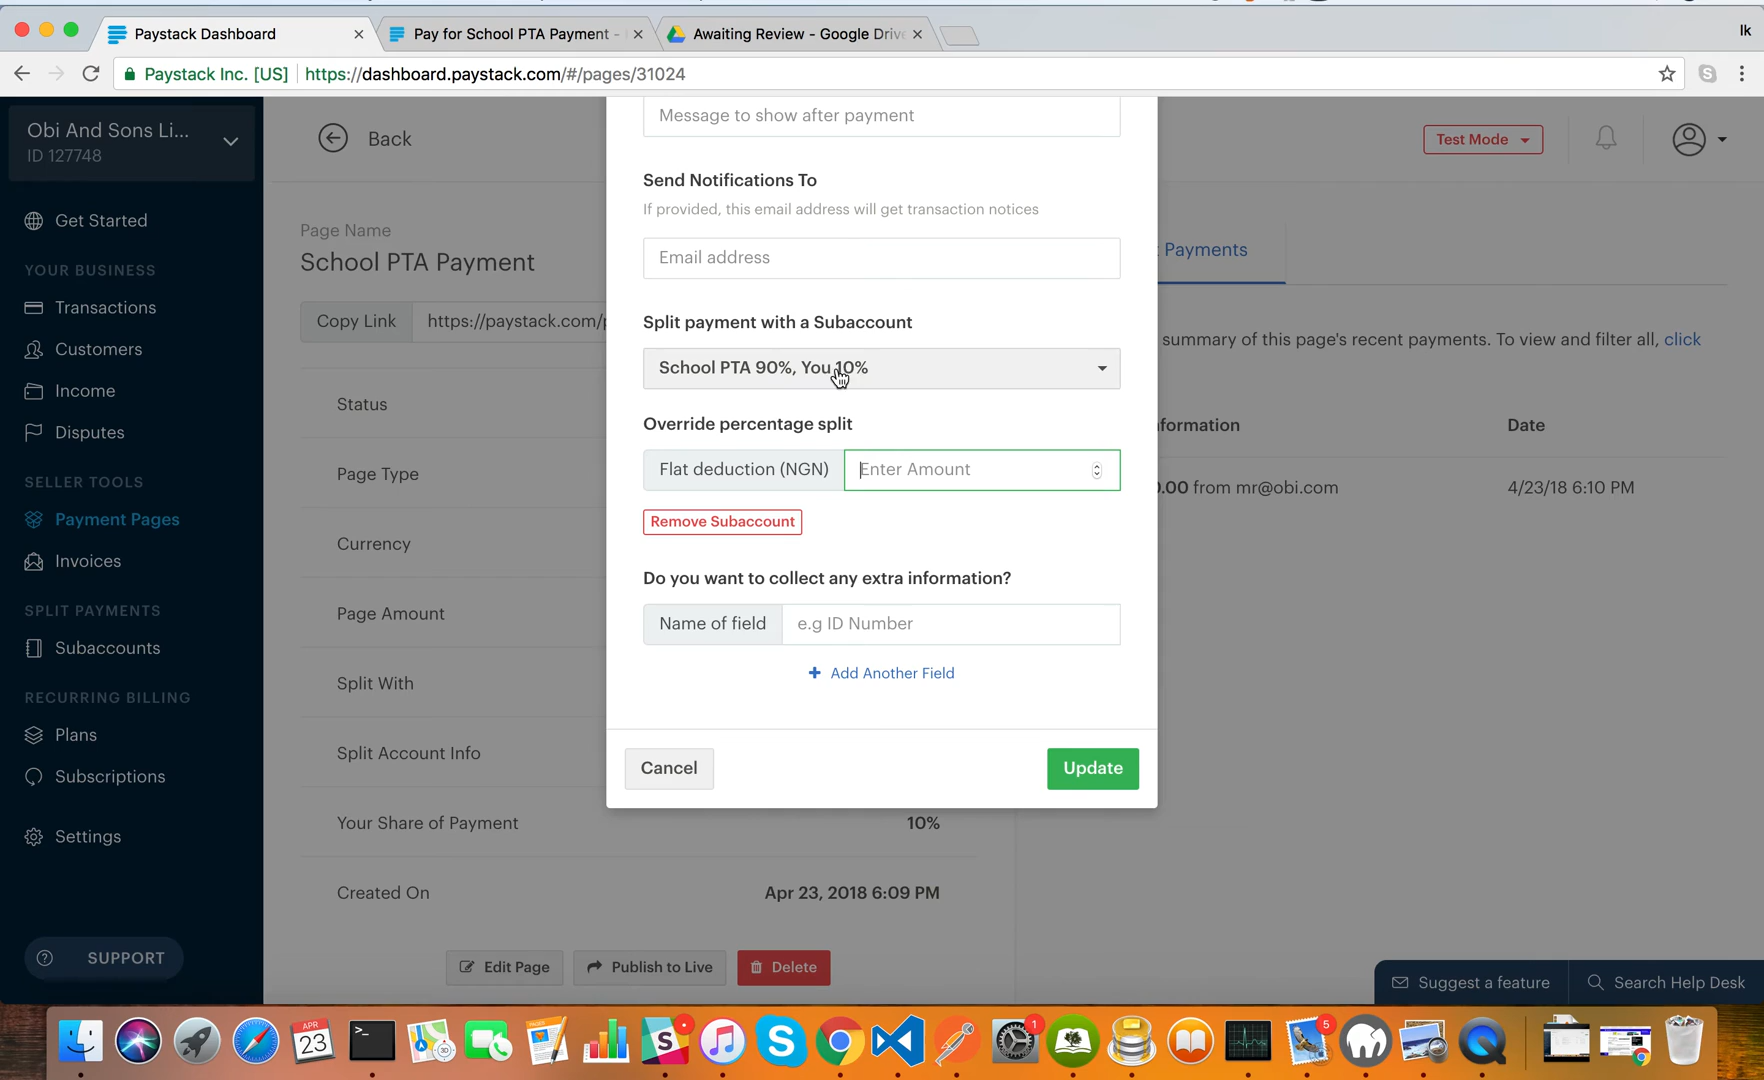 Paystack Dashboard
Pay for School PTA Payment -
Awaiting Review - Google Drive
Ik
Paystack Inc. [US]
https://dashboard.paystack.com/#/pages/31024
Obi And Sons Li...
ID 127748
Get Started
YOUR BUSINESS
Transactions
Customers
Income
Disputes
SELLER TOOLS
Payment Pages
Invoices
SPLIT PAYMENTS
Subaccounts
RECURRING BILLING
Plans
Subscriptions
Settings
SUPPORT
Back
Test Mode
Page Name
School PTA Payment
Copy Link
https://paystack.com/p
Status
Page Type
Currency
Page Amount
Split With
Split Account Info
Your Share of Payment
10%
Created On
Apr 23, 2018 6:09 PM
Edit Page
Publish to Live
Delete
Message to show after payment
Send Notifications To
If provided, this email address will get transaction notices
Email address
Split payment with a Subaccount
School PTA 90%, You 10%
Override percentage split
Flat deduction (NGN)
Enter Amount
Remove Subaccount
Do you want to collect any extra information?
Name of field
e.g ID Number
Add Another Field
Cancel
Update
Payments
summary of this page's recent payments. To view and filter all, click
formation
Date
.00 from mr@obi.com
4/23/18 6:10 PM
Suggest a feature
Search Help Desk
APR
23
3D
1
5